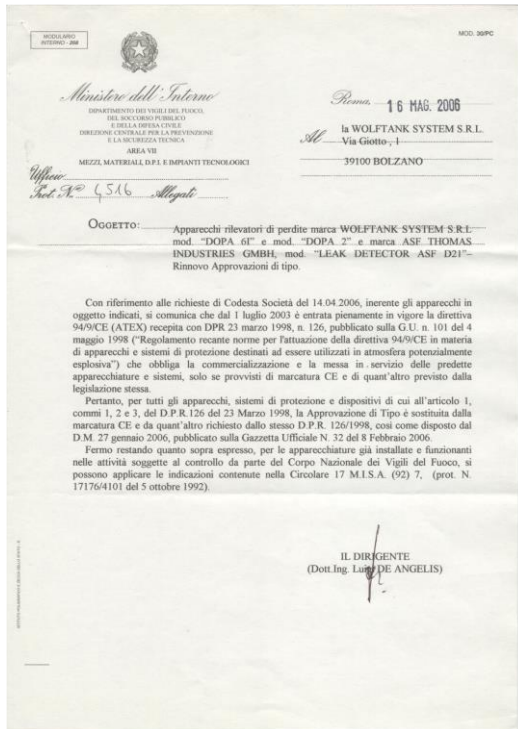 MODULARIO
INTERNO - 208
MOD. 30/PC
Ministero dell'Interno
DIPARTIMENTO DEI VIGILI DEL FUOCO,
DEL SOCCORSO PUBBLICO
E DELLA DIFESA CIVILE
DIREZIONE CENTRALE PER LA PREVENZIONE
E LA SICUREZZA TECNICA
AREA VII
MEZZI, MATERIALI, D.P.I. E IMPIANTI TECNOLOGICI
Ufficio
Prot. N° 4516 Allegati
Roma, 16 MAG. 2006
Al la WOLFTANK SYSTEM S.R.L.
Via Giotto , 1
39100 BOLZANO
OGGETTO: Apparecchi rilevatori di perdite marca WOLFTANK SYSTEM S.R.L
mod. "DOPA 6I" e mod. "DOPA 2" e marca ASF THOMAS
INDUSTRIES GMBH, mod. "LEAK DETECTOR ASF D21"–
Rinnovo Approvazioni di tipo.
Con riferimento alle richieste di Codesta Società del 14.04.2006, inerente gli apparecchi in
oggetto indicati, si comunica che dal 1 luglio 2003 è entrata pienamente in vigore la direttiva
94/9/CE (ATEX) recepita con DPR 23 marzo 1998, n. 126, pubblicato sulla G.U. n. 101 del 4
maggio 1998 ("Regolamento recante norme per l'attuazione della direttiva 94/9/CE in materia
di apparecchi e sistemi di protezione destinati ad essere utilizzati in atmosfera potenzialmente
esplosiva") che obbliga la commercializzazione e la messa in servizio delle predette
apparecchiature e sistemi, solo se provvisti di marcatura CE e di quant'altro previsto dalla
legislazione stessa.
Pertanto, per tutti gli apparecchi, sistemi di protezione e dispositivi di cui all'articolo 1,
commi 1, 2 e 3, del D.P.R.126 del 23 Marzo 1998, la Approvazione di Tipo è sostituita dalla
marcatura CE e da quant'altro richiesto dallo stesso D.P.R. 126/1998, cosi come disposto dal
D.M. 27 gennaio 2006, pubblicato sulla Gazzetta Ufficiale N. 32 del 8 Febbraio 2006.
Fermo restando quanto sopra espresso, per le apparecchiature già installate e funzionanti
nelle attività soggette al controllo da parte del Corpo Nazionale dei Vigili del Fuoco, si
possono applicare le indicazioni contenute nella Circolare 17 M.I.S.A. (92) 7, (prot. N.
17176/4101 del 5 ottobre 1992).
IL DIRIGENTE
(Dott.Ing. Luigi DE ANGELIS)